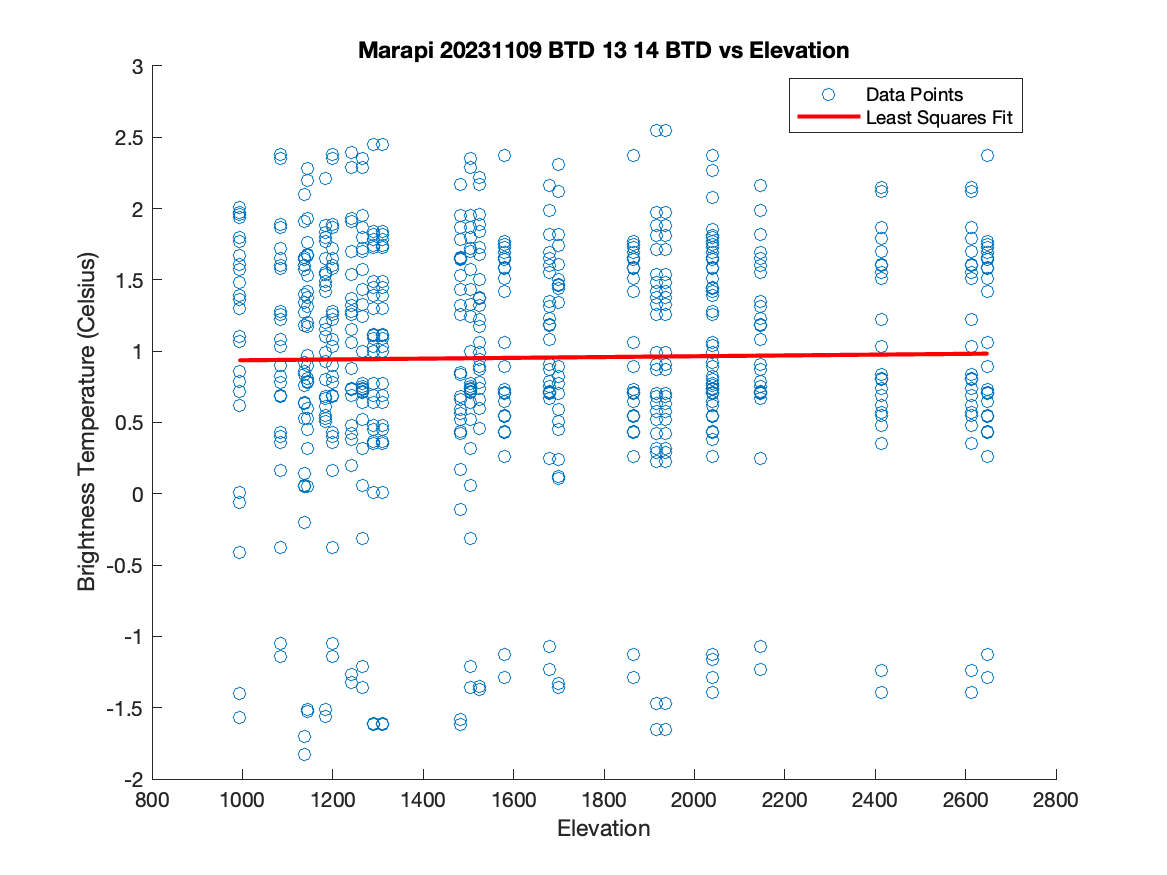 Marapi 20231109 BTD 13 14 BTD vs Elevation
Data Points
Least Squares Fit
Brightness Temperature (Celsius)
3
2.5
2
1.5
1
0.5
0
-0.5
-1
-1.5
-2
800 1000 1200 1400 1600 1800 2000 2200 2400 2600 2800
Elevation